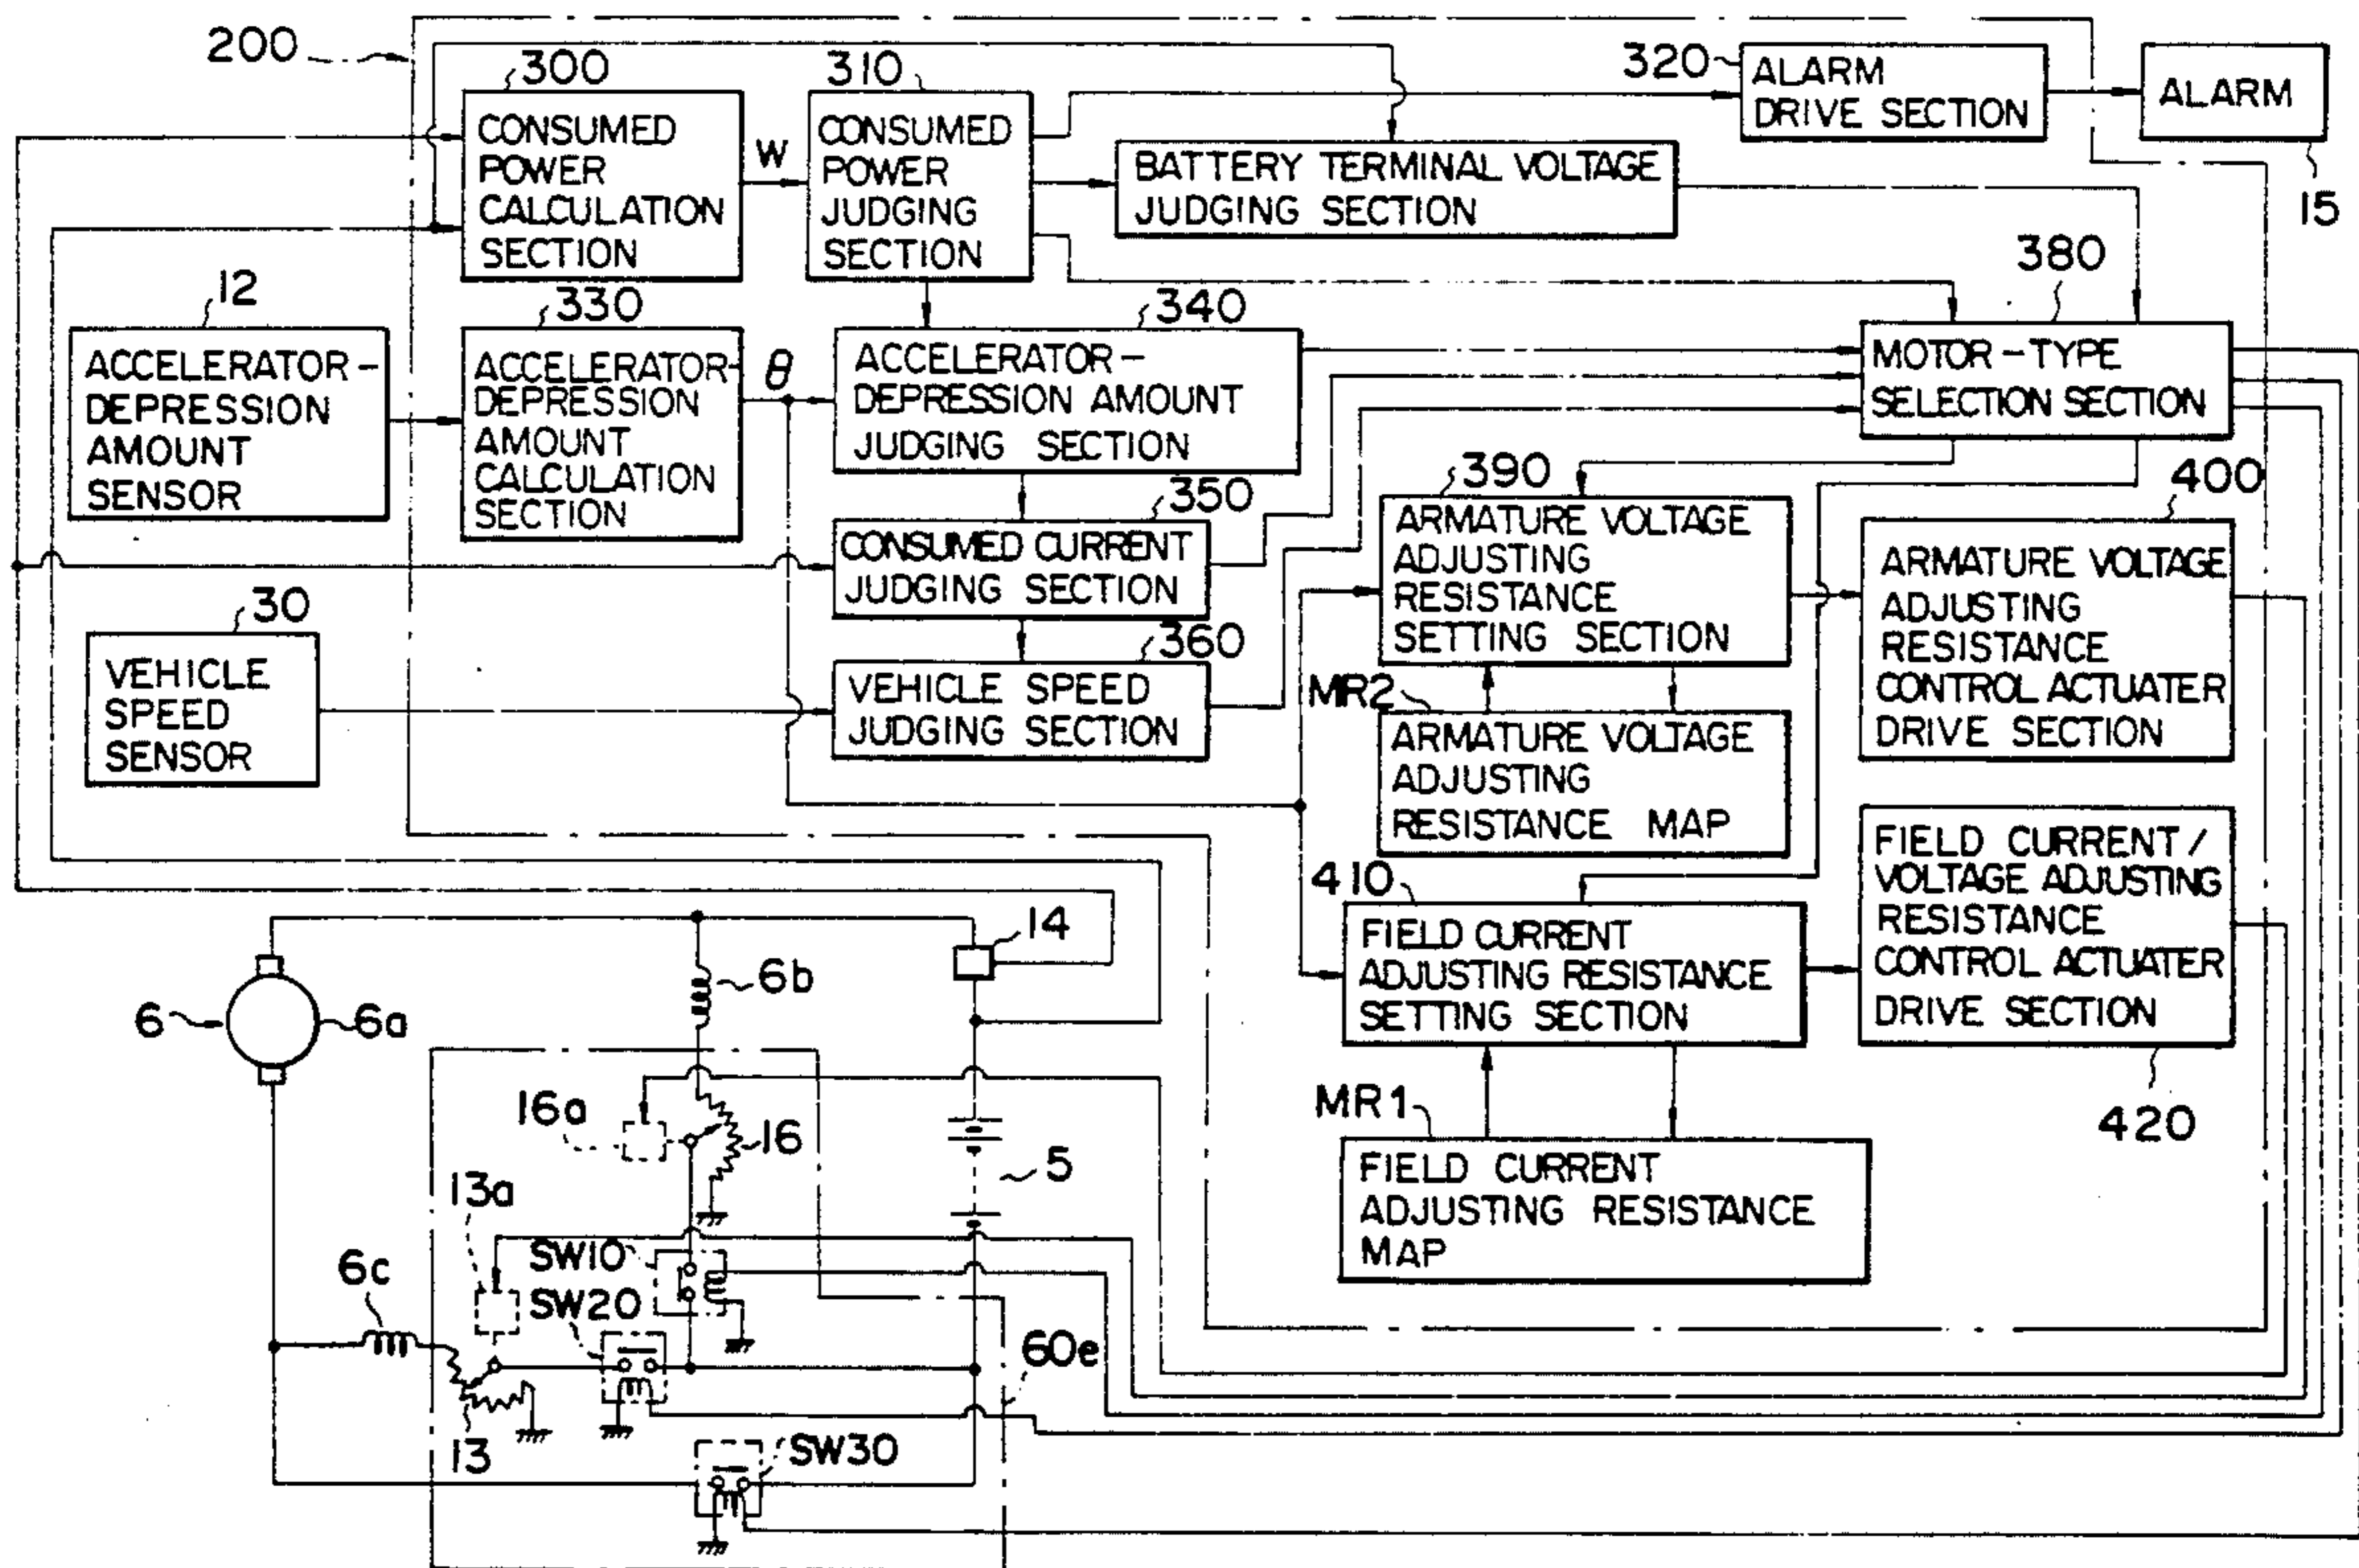 200
300
CONSUMED
POWER
CALCULATION
SECTION
W
310
CONSUMED
POWER
JUDGING
SECTION
320
ALARM
DRIVE SECTION
ALARM
15
BATTERY TERMINAL VOLTAGE
JUDGING SECTION
12
ACCELERATOR-
DEPRESSION
AMOUNT
SENSOR
330
ACCELERATOR-
DEPRESSION
AMOUNT
CALCULATION
SECTION
θ
340
ACCELERATOR-
DEPRESSION AMOUNT
JUDGING SECTION
380
MOTOR-TYPE
SELECTION SECTION
350
CONSUMED CURRENT
JUDGING SECTION
30
VEHICLE
SPEED
SENSOR
360
VEHICLE SPEED
JUDGING SECTION
390
ARMATURE VOLTAGE
ADJUSTING
RESISTANCE
SETTING SECTION
400
ARMATURE VOLTAGE
ADJUSTING
RESISTANCE
CONTROL ACTUATER
DRIVE SECTION
MR2
ARMATURE VOLTAGE
ADJUSTING
RESISTANCE MAP
410
FIELD CURRENT
ADJUSTING RESISTANCE
SETTING SECTION
FIELD CURRENT/
VOLTAGE ADJUSTING
RESISTANCE
CONTROL ACTUATER
DRIVE SECTION
420
MR1
FIELD CURRENT
ADJUSTING RESISTANCE
MAP
14
6
6a
6b
16a
16
5
13a
SW10
6c
SW20
60e
13
SW30